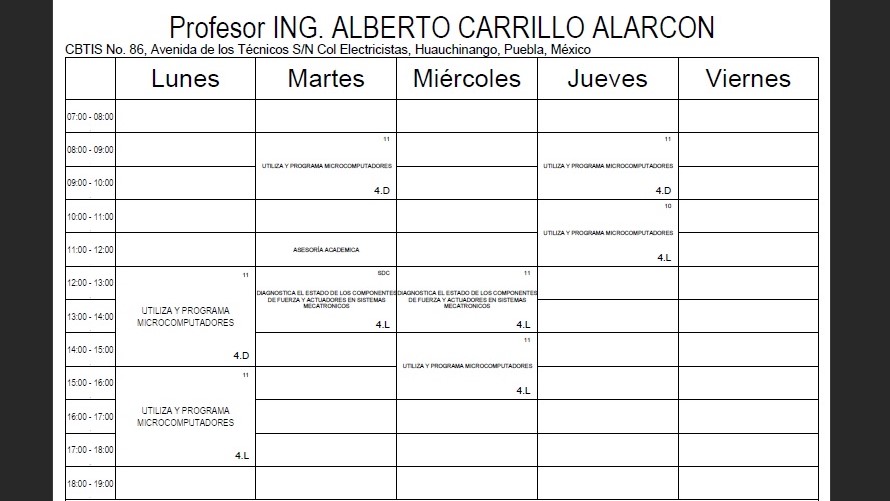 Profesor ING. ALBERTO CARRILLO ALARCON
CBTIS No. 86, Avenida de los Técnicos S/N Col Electricistas, Huauchinango, Puebla, México
Lunes Martes Miércoles Jueves Viernes
07:00 - 08:00
08:00 - 09:00
11
11
UTILIZA Y PROGRAMA MICROCOMPUTADORES
UTILIZA Y PROGRAMA MICROCOMPUTADORES
09:00 - 10:00
4.D
4.D
10:00 - 11:00
10
UTILIZA Y PROGRAMA MICROCOMPUTADORES
4.L
11:00 - 12:00
ASESORÍA ACADEMICA
12:00 - 13:00
11
UTILIZA Y PROGRAMA
MICROCOMPUTADORES
4.D
SDC
DIAGNOSTICA EL ESTADO DE LOS COMPONENTES
DE FUERZA Y ACTUADORES EN SISTEMAS
MECATRONICOS
4.L
11
DIAGNOSTICA EL ESTADO DE LOS COMPONENTES
DE FUERZA Y ACTUADORES EN SISTEMAS
MECATRONICOS
4.L
13:00 - 14:00
14:00 - 15:00
11
UTILIZA Y PROGRAMA MICROCOMPUTADORES
4.L
15:00 - 16:00
11
UTILIZA Y PROGRAMA
MICROCOMPUTADORES
4.L
16:00 - 17:00
17:00 - 18:00
18:00 - 19:00